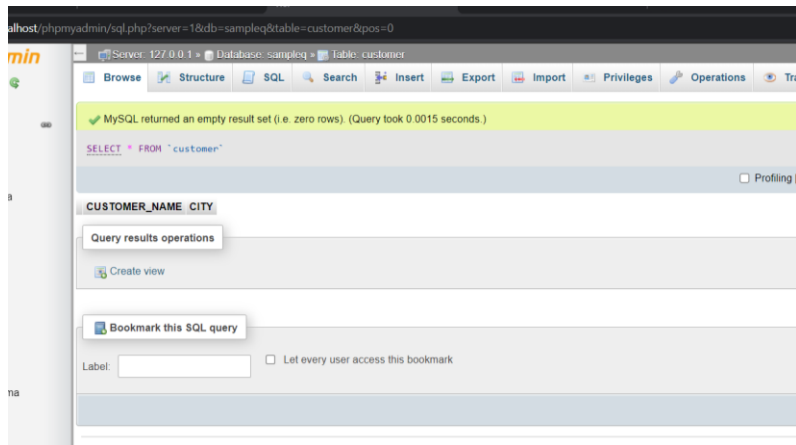 alhost/phpmyadmin/sql.php?server=1&db=sampleq&table=customer&pos=0
min
Server: 127.0.0.1 » Database: sampleq » Table: customer
Browse Structure SQL Search Insert Export Import Privileges Operations Tra
MySQL returned an empty result set (i.e. zero rows). (Query took 0.0015 seconds.)
SELECT * FROM `customer`
Profiling
a
CUSTOMER_NAME CITY
Query results operations
Create view
Bookmark this SQL query
Label:
Let every user access this bookmark
ma